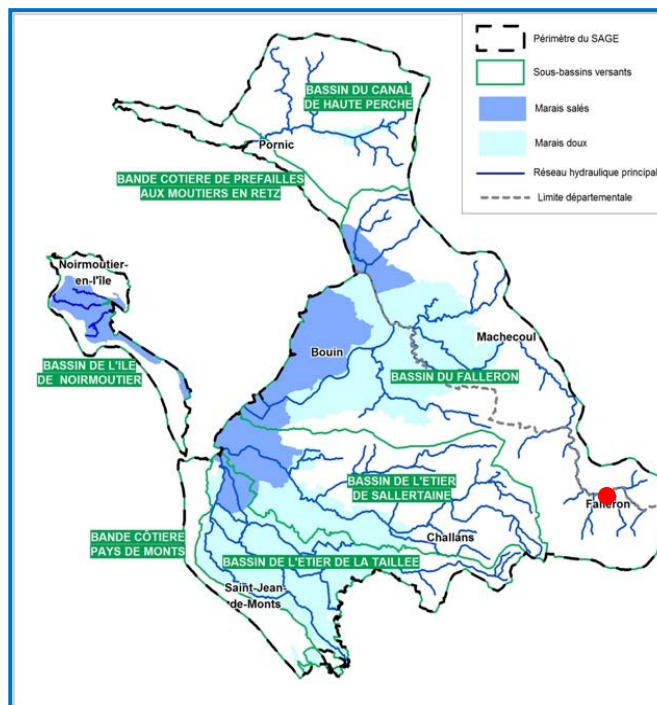 Périmètre du SAGE
Sous-bassins versants
Marais salés
Marais doux
Réseau hydraulique principal
Limite départementale
BASSIN DU CANAL
DE HAUTE PERCHE
Pornic
BANDE COTIERE DE PREFAILLES
AUX MOUTIERS EN RETZ
Noirmoutier-
en-l'île
BASSIN DE L'ILE
DE NOIRMOUTIER
Bouin
Machecoul
BASSIN DU FALLERON
Falleron
BASSIN DE L'ETIER
DE SALLERTAINE
Challans
BANDE CÔTIERE
PAYS DE MONTS
BASSIN DE L'ETIER DE LA TAILLEE
Saint-Jean-
de-Monts